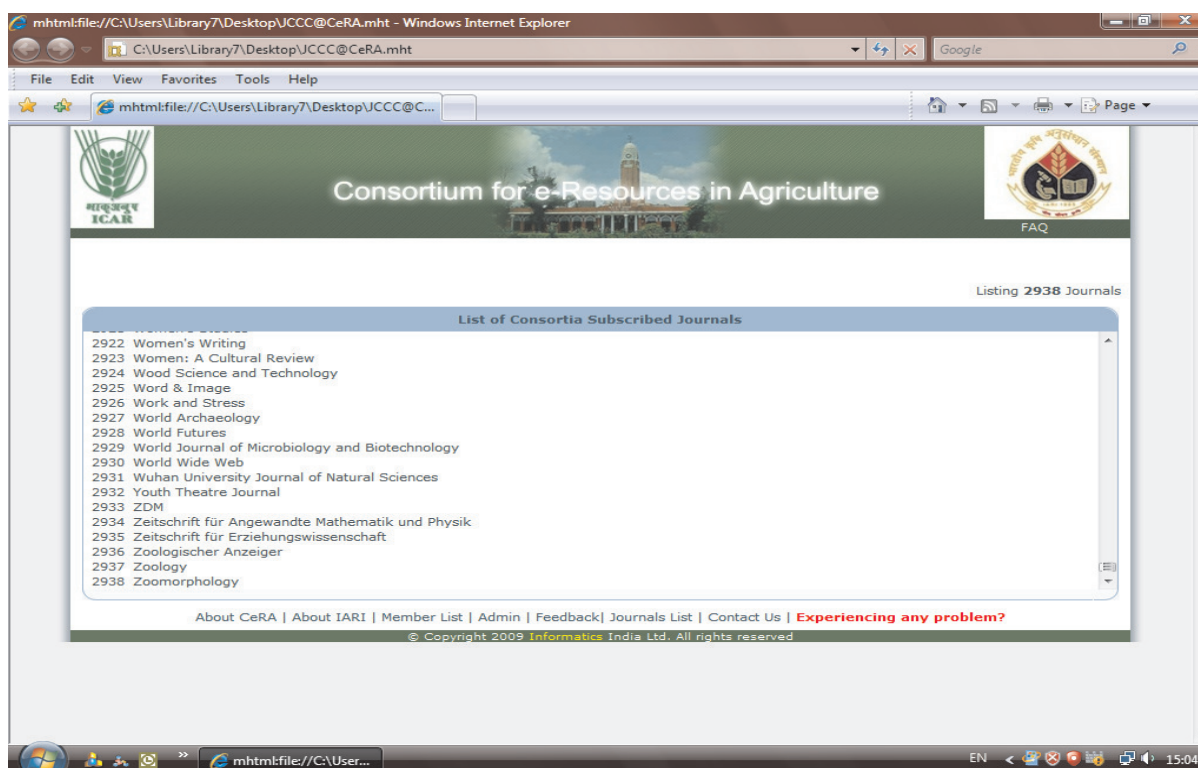 mhtml:file://C:\Users\Library7\Desktop\JCCC@CeRA.mht - Windows Internet Explorer
C:\Users\Library7\Desktop\JCCC@CeRA.mht
Google
File Edit View Favorites Tools Help
mhtml:file://C:\Users\Library7\Desktop\JCCC@C...
Page
Consortium for e-Resources in Agriculture
ICAR
FAQ
Listing 2938 Journals
List of Consortia Subscribed Journals
2922 Women's Writing
2923 Women: A Cultural Review
2924 Wood Science and Technology
2925 Word & Image
2926 Work and Stress
2927 World Archaeology
2928 World Futures
2929 World Journal of Microbiology and Biotechnology
2930 World Wide Web
2931 Wuhan University Journal of Natural Sciences
2932 Youth Theatre Journal
2933 ZDM
2934 Zeitschrift für Angewandte Mathematik und Physik
2935 Zeitschrift für Erziehungswissenschaft
2936 Zoologischer Anzeiger
2937 Zoology
2938 Zoomorphology
About CeRA | About IARI | Member List | Admin | Feedback| Journals List | Contact Us | Experiencing any problem?
© Copyright 2009 Informatics India Ltd. All rights reserved
mhtml:file://C:\User...
EN
15:04